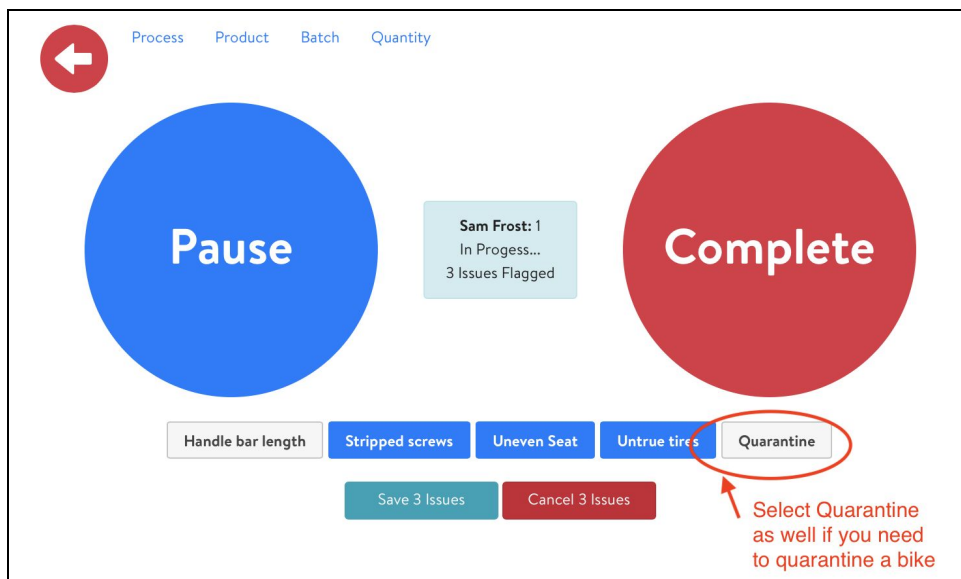 Process Product Batch Quantity
Pause
Sam Frost: 1
In Progess...
3 Issues Flagged
Complete
Handle bar length Stripped screws Uneven Seat Untrue tires Quarantine
Save 3 Issues Cancel 3 Issues
Select Quarantine
as well if you need
to quarantine a bike